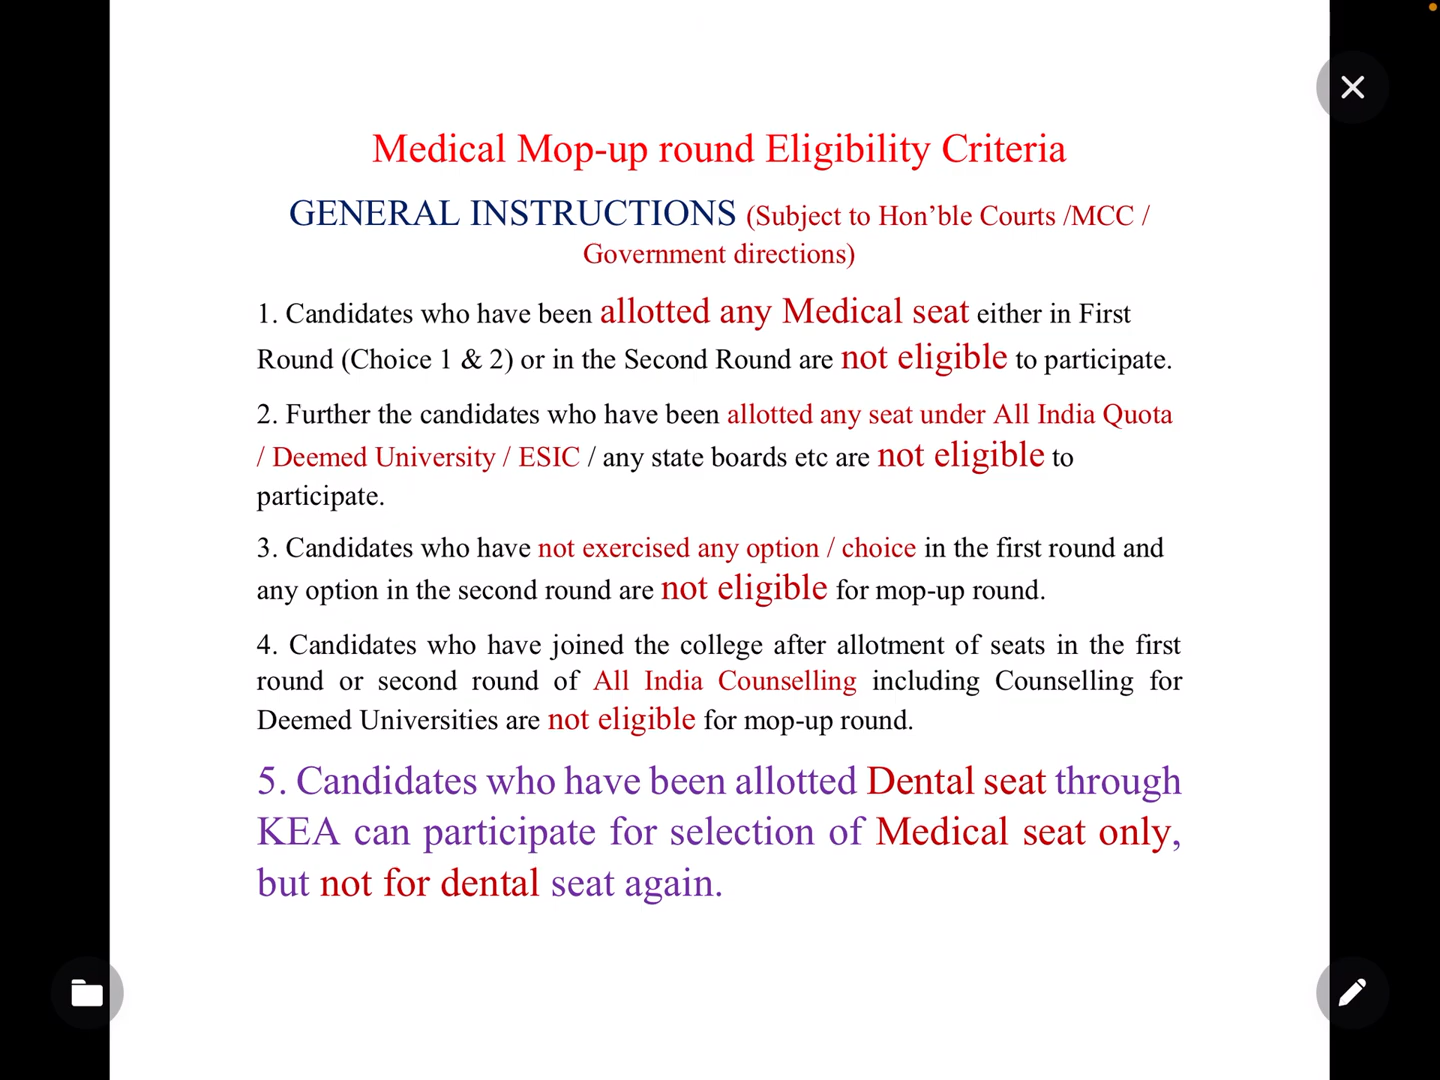 Medical Mop-up round Eligibility Criteria
GENERAL INSTRUCTIONS (Subject to Hon’ble Courts /MCC /
Government directions)
1. Candidates who have been allotted any Medical seat either in First
Round (Choice 1 & 2) or in the Second Round are not eligible to participate.
2. Further the candidates who have been allotted any seat under All India Quota
/ Deemed University / ESIC / any state boards etc are not eligible to
participate.
3. Candidates who have not exercised any option / choice in the first round and
any option in the second round are not eligible for mop-up round.
4. Candidates who have joined the college after allotment of seats in the first
round or second round of All India Counselling including Counselling for
Deemed Universities are not eligible for mop-up round.
5. Candidates who have been allotted Dental seat through
KEA can participate for selection of Medical seat only,
but not for dental seat again.